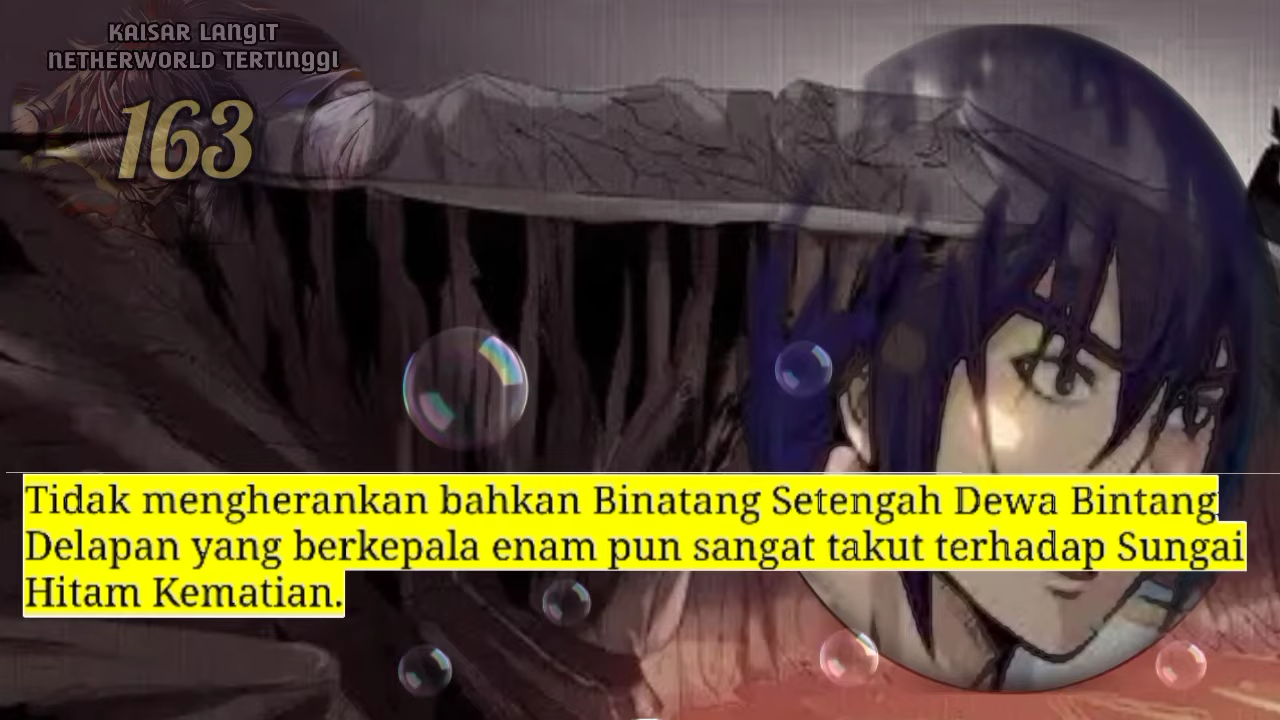 KAISAR LANGIT
NETHERWORLD TERTINGGI
163
Tidak mengherankan bahkan Binatang Setengah Dewa Bintang
Delapan yang berkepala enam pun sangat takut terhadap Sungai
Hitam Kematian.